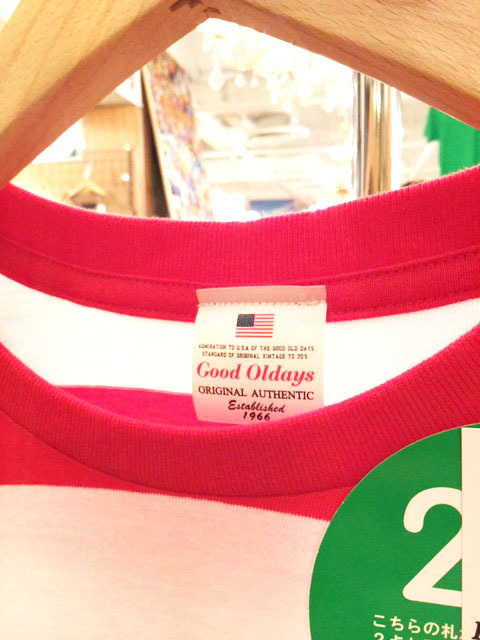 ADMIRATION TO U.S.A OF THE GOOD OLD DAYS
STANDARD OF ORIGINAL VINTAGE TO 70'S
Good Oldays
ORIGINAL AUTHENTIC
Established
1966
2
こちらの札